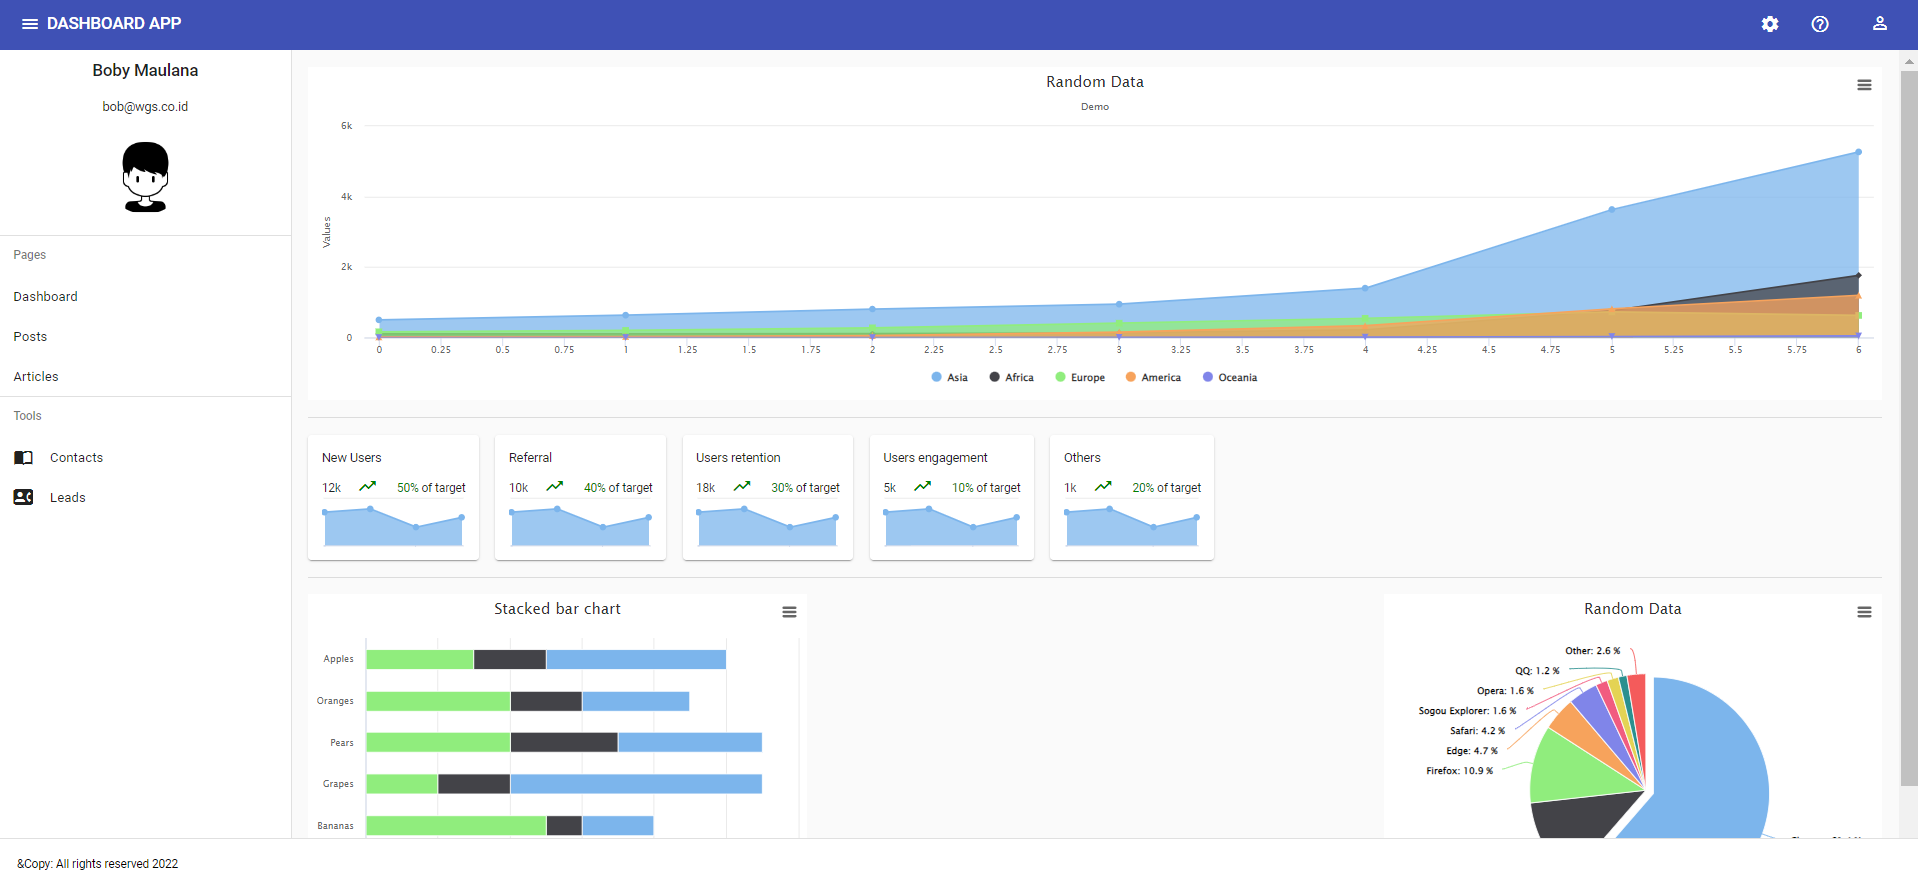 DASHBOARD APP
Boby Maulana
bob@wgs.co.id
Pages
Dashboard
Posts
Articles
Tools
Contacts
Leads
Random Data
Demo
Values
6k
4k
2k
0
0 0.25 0.5 0.75 1 1.25 1.5 1.75 2 2.25 2.5 2.75 3 3.25 3.5 3.75 4 4.25 4.5 4.75 5 5.25 5.5 5.75 6
Asia Africa Europe America Oceania
New Users
12k 50% of target
Referral
10k 40% of target
Users retention
18k 30% of target
Users engagement
5k 10% of target
Others
1k 20% of target
Stacked bar chart
Apples
Oranges
Pears
Grapes
Bananas
Random Data
Other: 2.6 %
QQ: 1.2 %
Opera: 1.6 %
Sogou Explorer: 1.6 %
Safari: 4.2 %
Edge: 4.7 %
Firefox: 10.9 %
&Copy: All rights reserved 2022